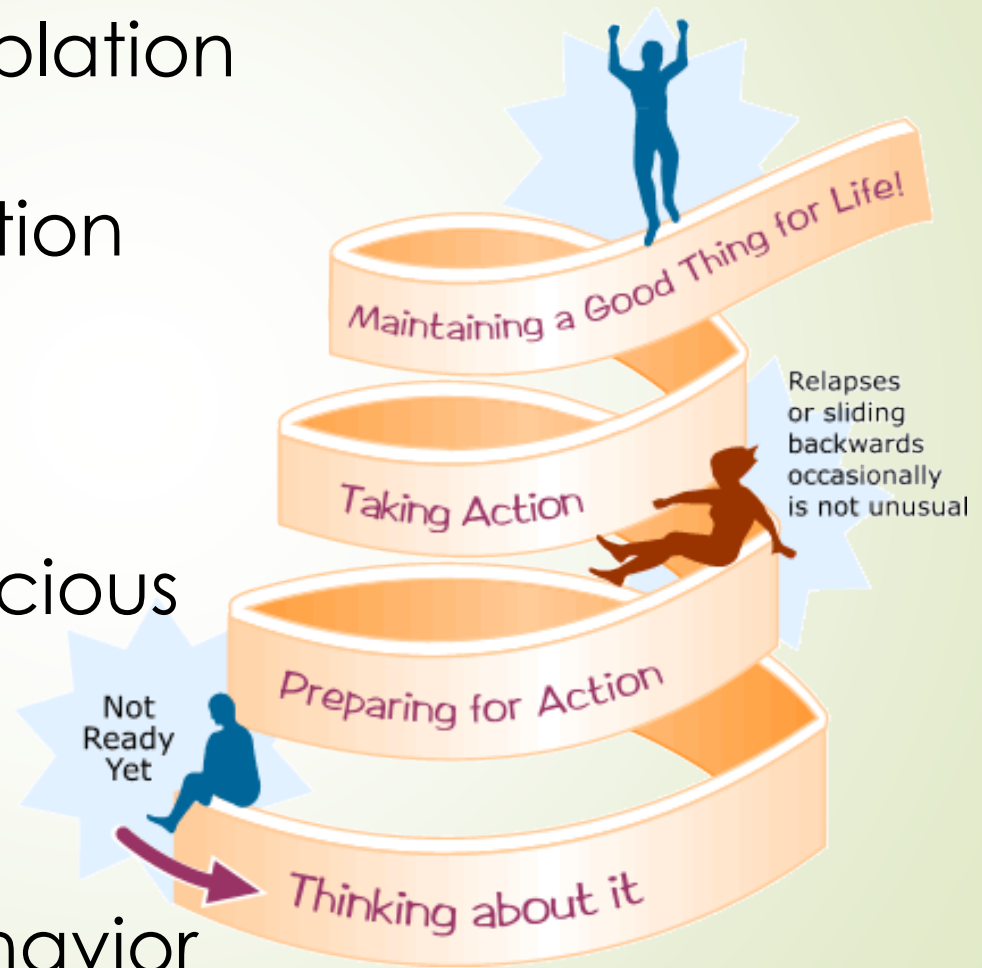 plation
tion
cious
havior
Maintaining a Good Thing for Life!
Relapses
or sliding
backwards
occasionally
is not unusual
Taking Action
Preparing for Action
Not
Ready
Yet
Thinking about it